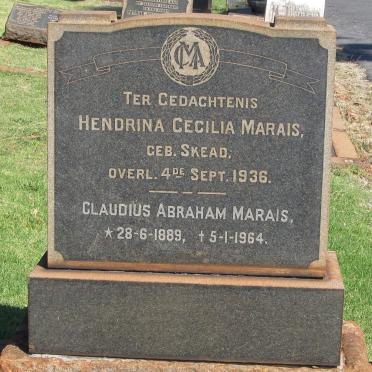 CM
TER GEDACHTENIS
HENDRINA CECILIA MARAIS,
GEB. SKEAD,
OVERL. 4DE SEPT. 1936.
CLAUDIUS ABRAHAM MARAIS,
* 28-6-1889, † 5-1-1964.